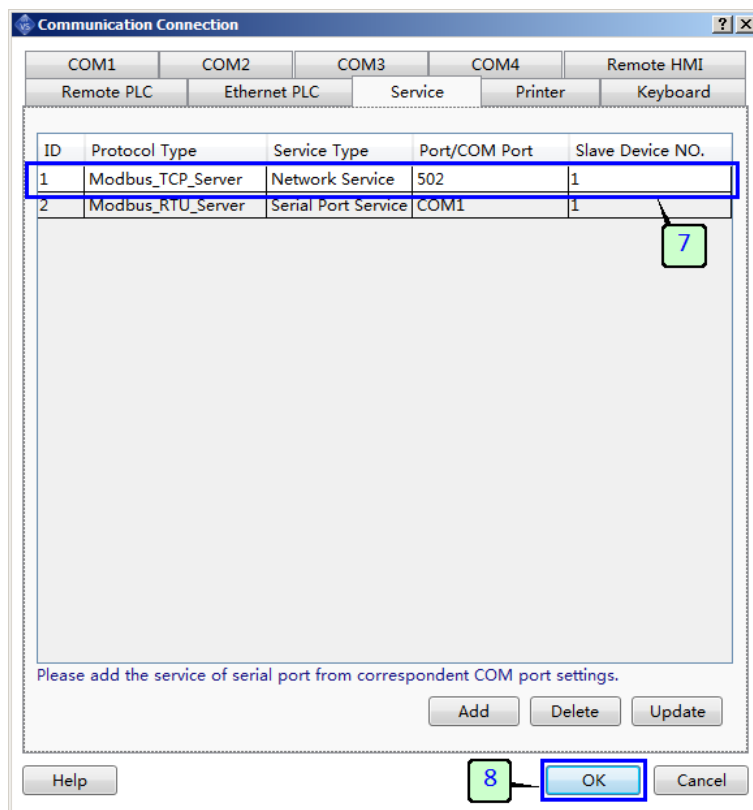 VS Communication Connection ? X
COM1 COM2 COM3 COM4 Remote HMI
Remote PLC Ethernet PLC Service Printer Keyboard
ID Protocol Type Service Type Port/COM Port Slave Device NO.
1 Modbus_TCP_Server Network Service 502 1
2 Modbus_RTU_Server Serial Port Service COM1 1
7
Please add the service of serial port from correspondent COM port settings.
Add Delete Update
Help 8 OK Cancel